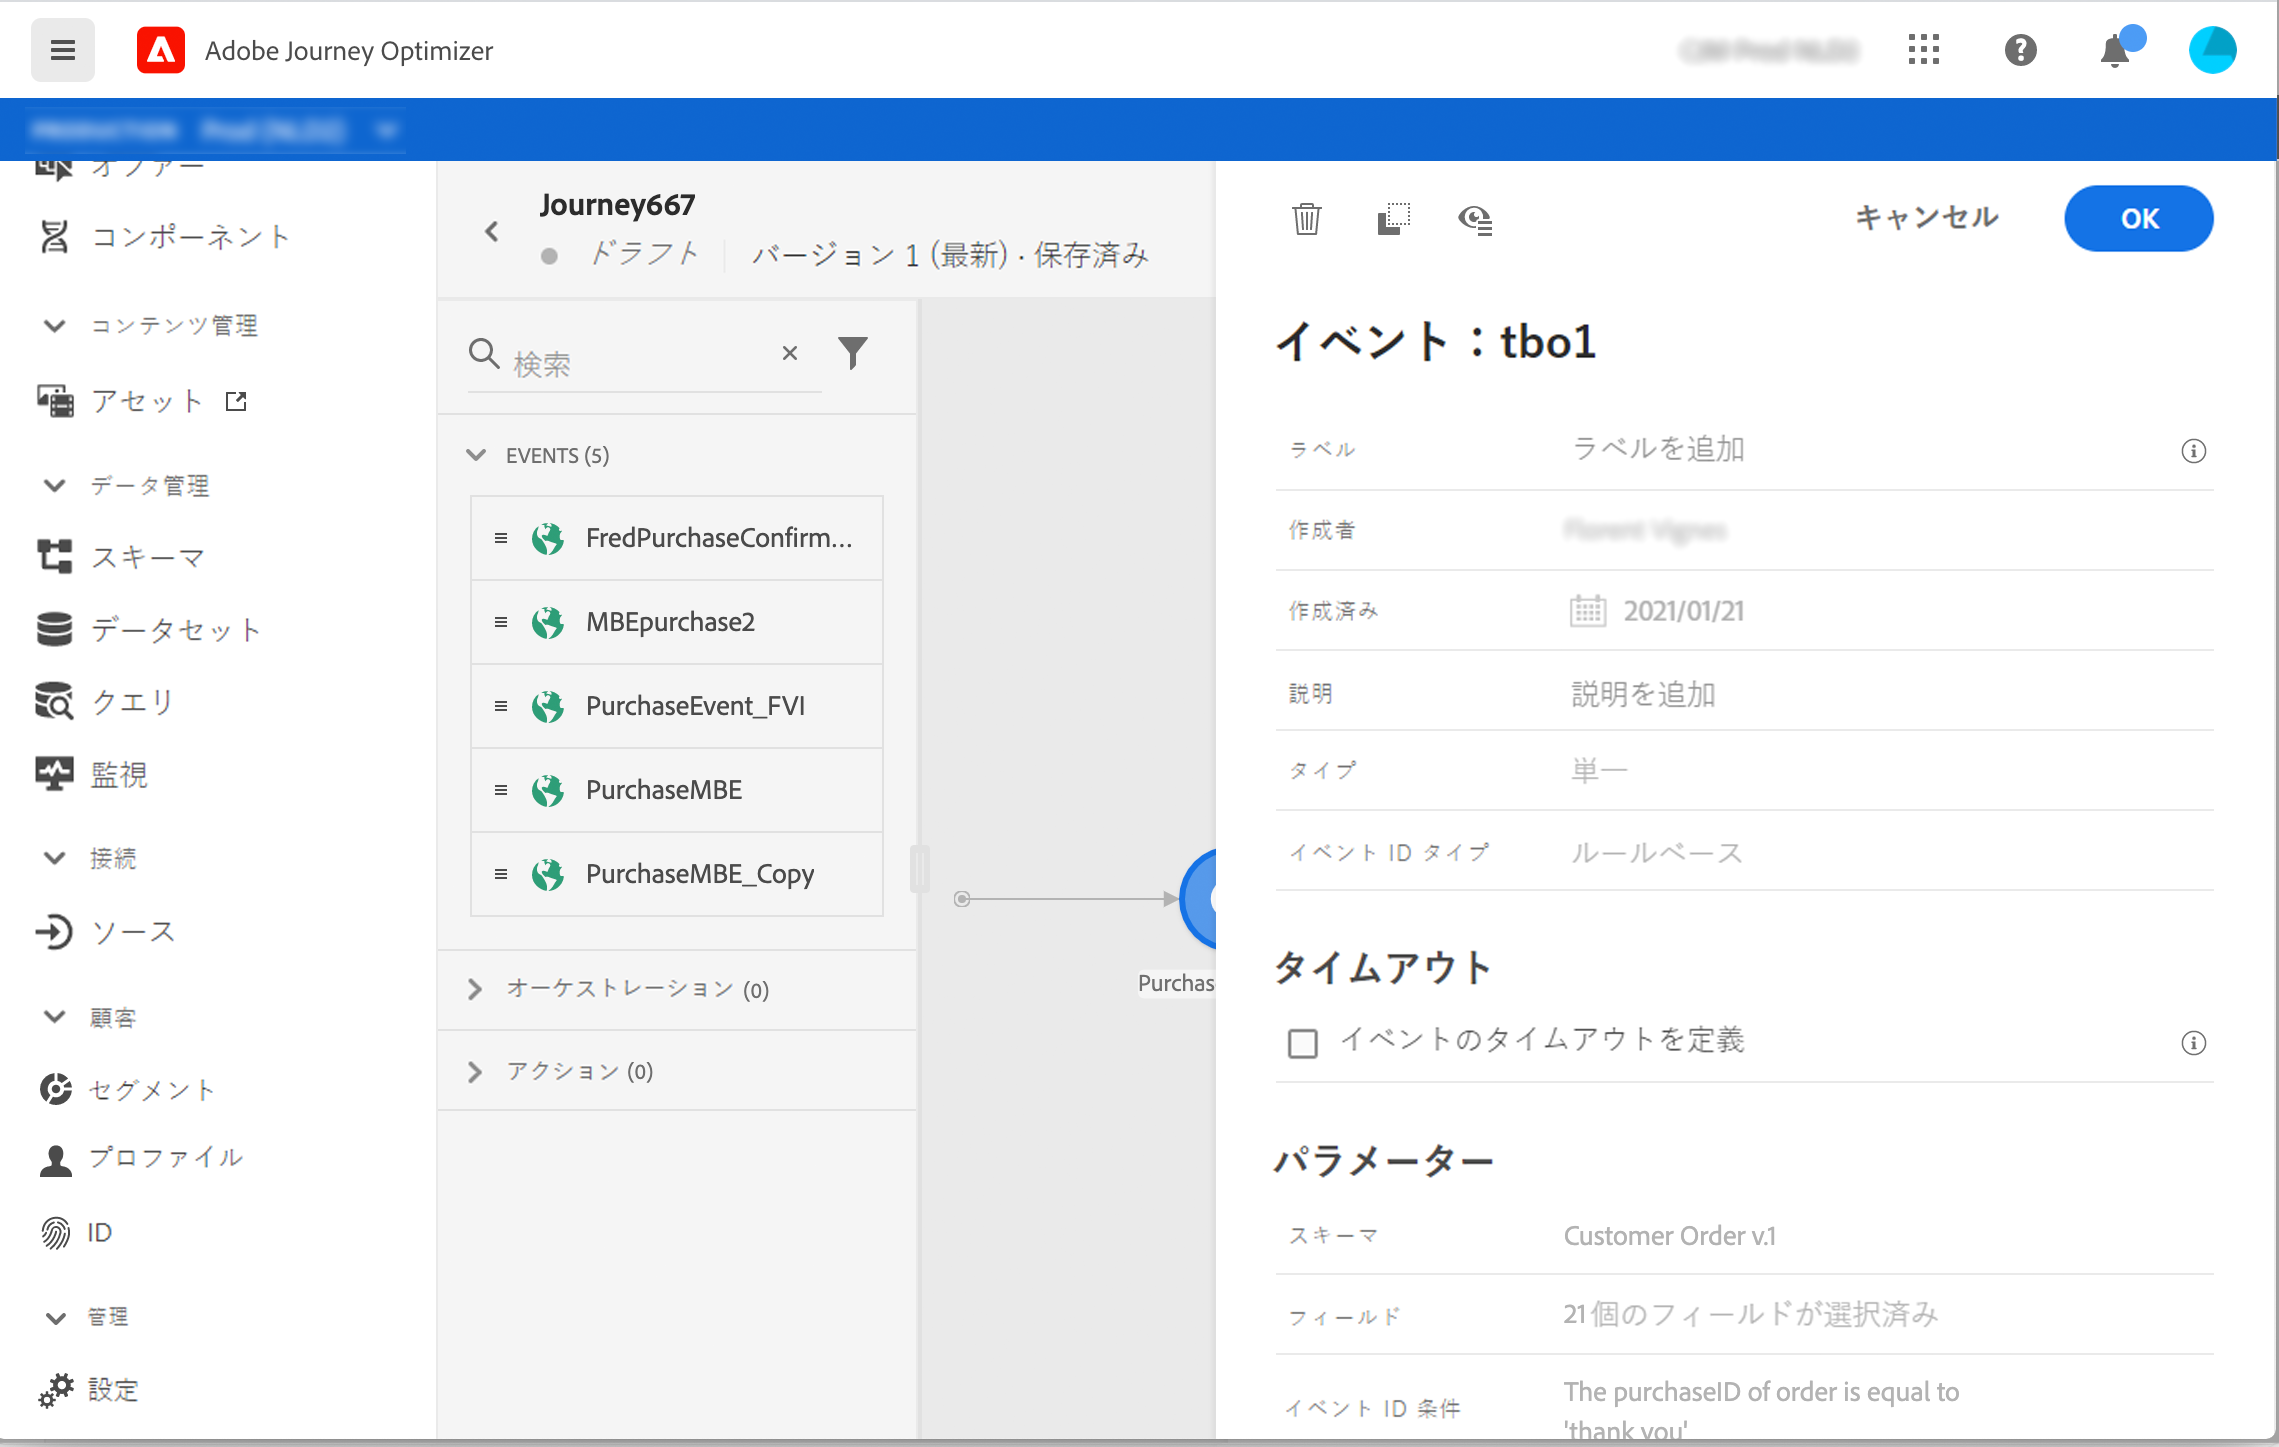 Adobe Journey Optimizer
オファー
コンポーネント
コンテンツ管理
アセット
データ管理
スキーマ
データセット
クエリ
監視
接続
ソース
顧客
セグメント
プロファイル
ID
管理
設定
Journey667
ドラフト
バージョン 1 (最新) · 保存済み
検索
EVENTS (5)
FredPurchaseConfirm...
MBEpurchase2
PurchaseEvent_FVI
PurchaseMBE
PurchaseMBE_Copy
オーケストレーション (0)
アクション (0)
Purchas
キャンセル
OK
イベント：tbo1
ラベル ラベルを追加
作成者
作成済み 2021/01/21
説明 説明を追加
タイプ 単一
イベント ID タイプ ルールベース
タイムアウト
イベントのタイムアウトを定義
パラメーター
スキーマ Customer Order v.1
フィールド 21個のフィールドが選択済み
イベント ID 条件 The purchaseID of order is equal to
'thank you'